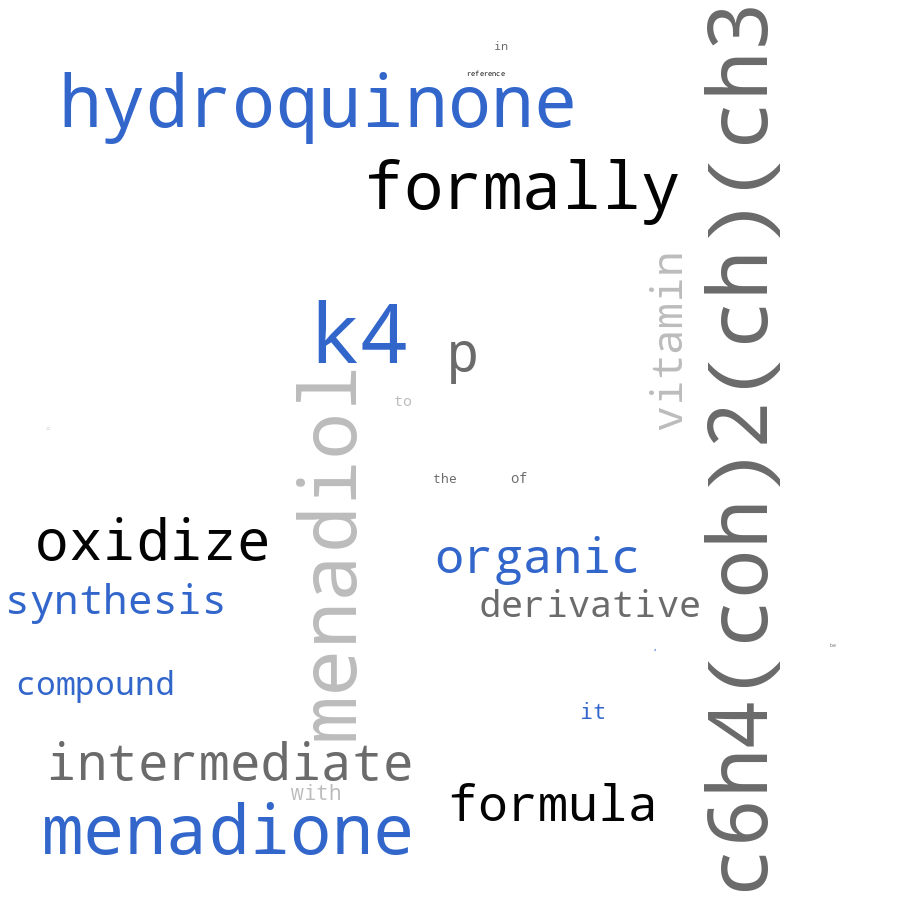 in
reference
hydroquinone
formally
c6h4(coh)2(ch)(ch3
vitamin
k4
p
menadiol
to
the
of
oxidize
organic
synthesis
derivative
.
be
compound
it
intermediate
with
formula
menadione